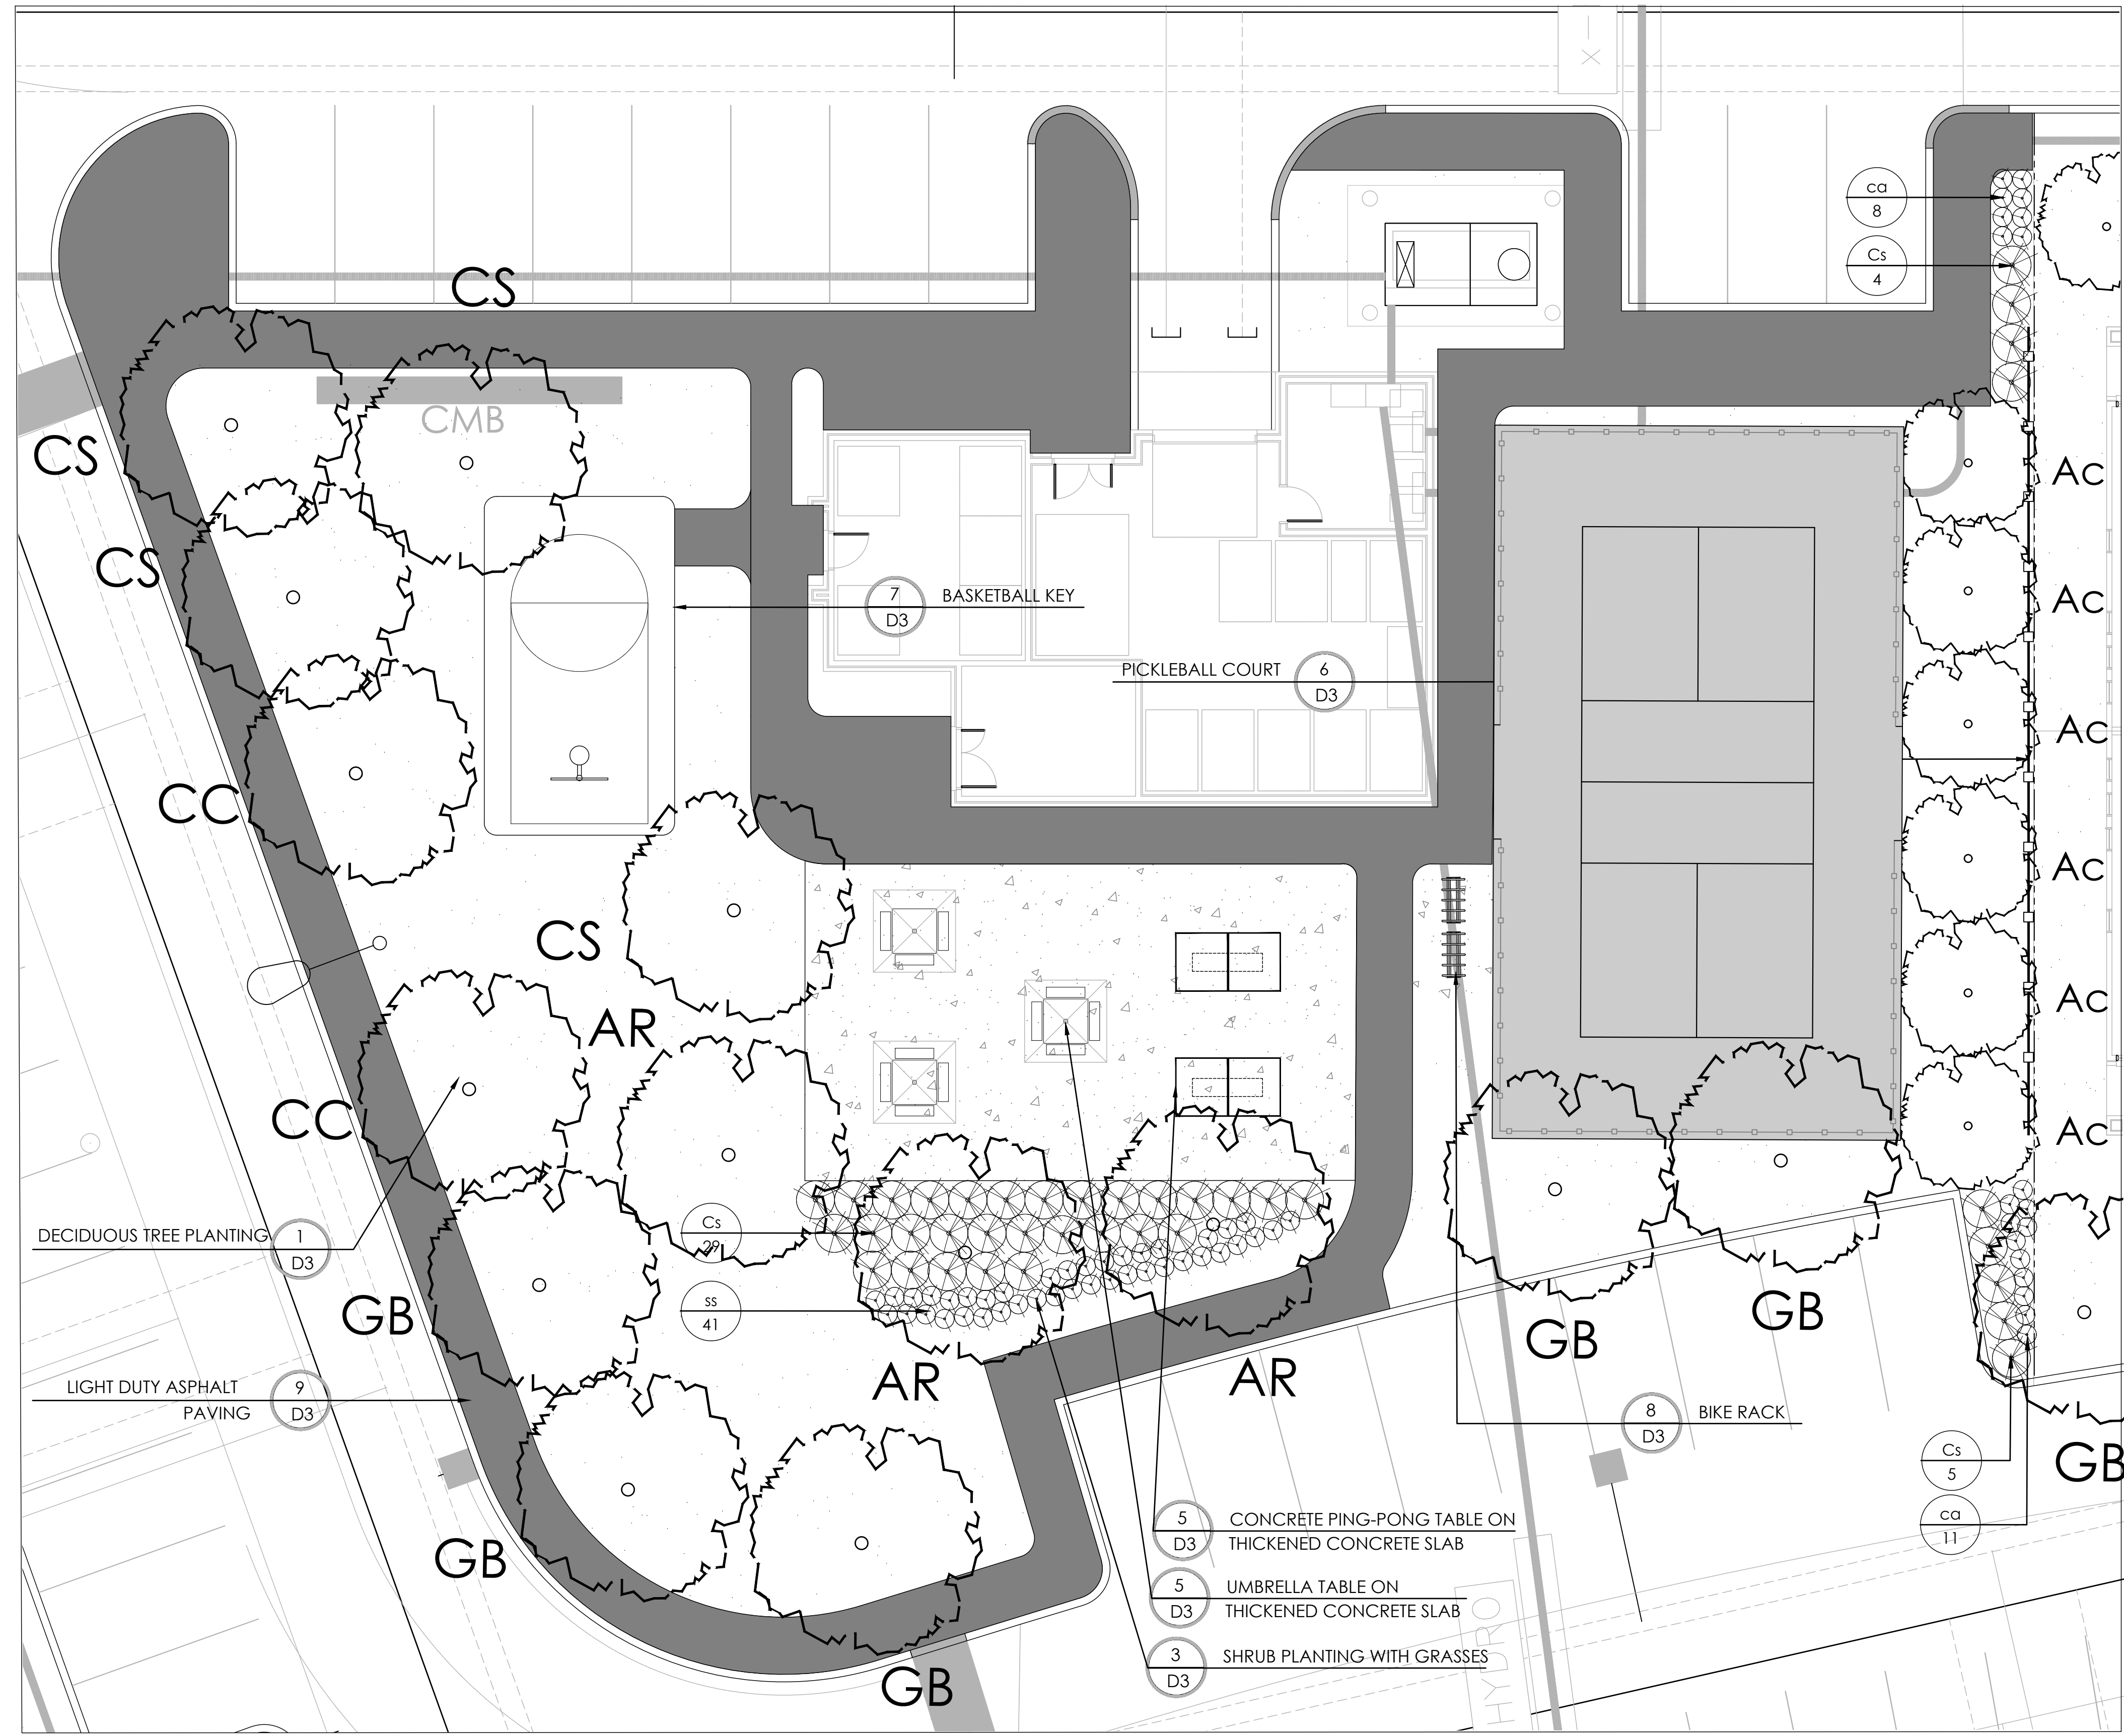 X
ca
8
Cs
4
CS
CMB
CS
Ac
CS
7
D3
BASKETBALL KEY
Ac
PICKLEBALL COURT
6
D3
Ac
CC
Ac
CS
Ac
AR
CC
Ac
DECIDUOUS TREE PLANTING
1
D3
Cs
29
ss
41
GB
GB
GB
AR
AR
LIGHT DUTY ASPHALT
PAVING
9
D3
8
D3
BIKE RACK
Cs
5
GB
ca
11
5
D3
CONCRETE PING-PONG TABLE ON
THICKENED CONCRETE SLAB
GB
5
D3
UMBRELLA TABLE ON
THICKENED CONCRETE SLAB
3
D3
SHRUB PLANTING WITH GRASSES
GB
HYDRO